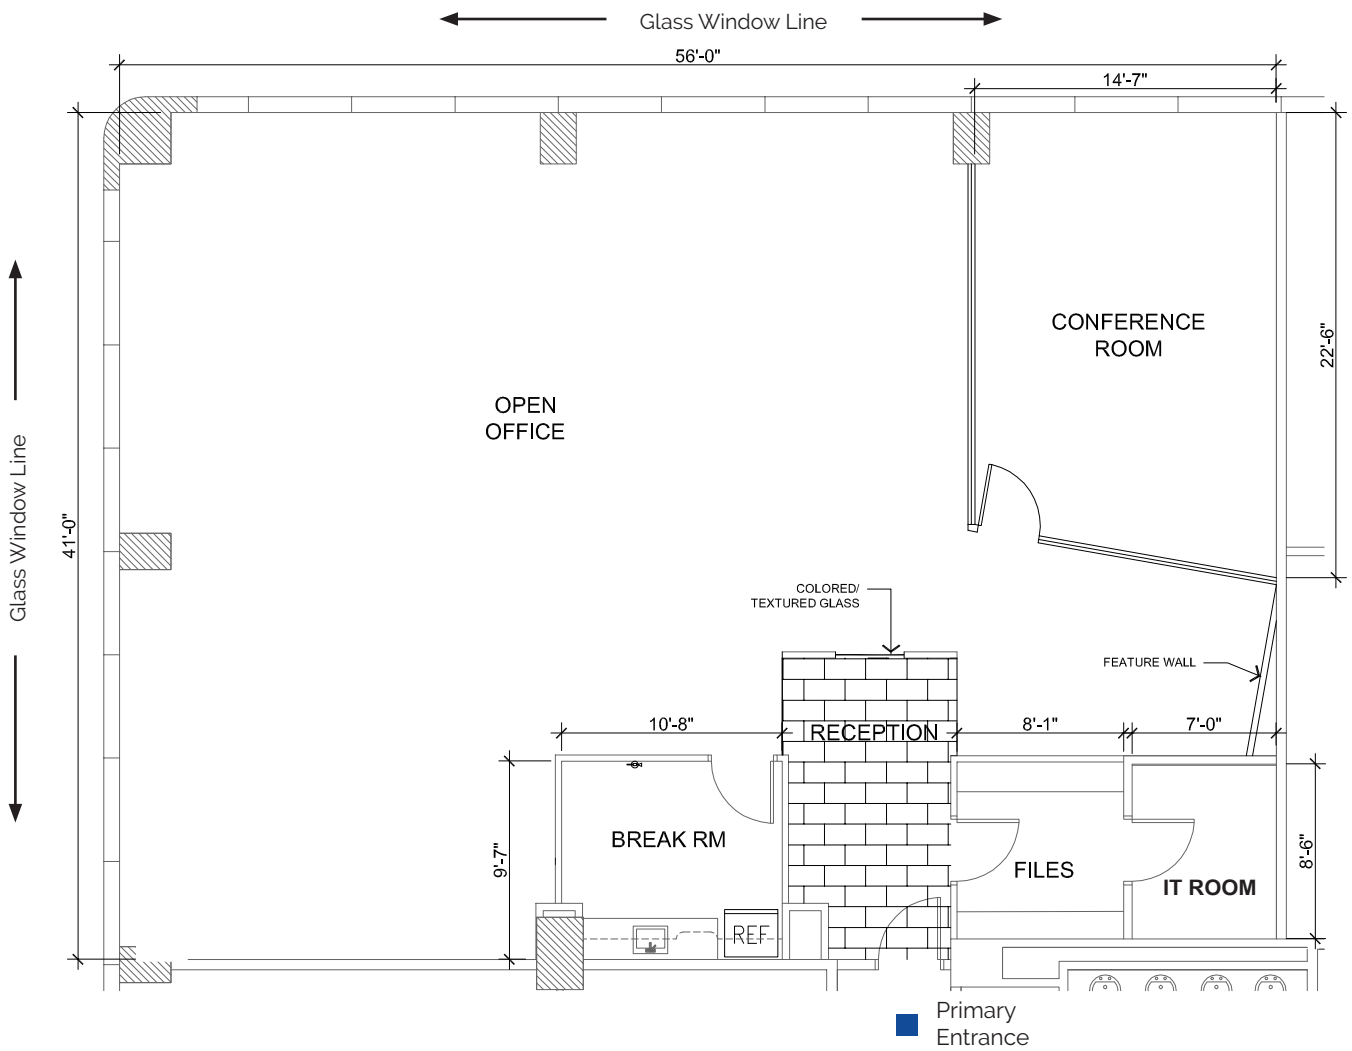 Glass Window Line
56'-0"
14'-7"
CONFERENCE
ROOM
22'-6"
OPEN
OFFICE
Glass Window Line
41'-0"
COLORED/
TEXTURED GLASS
FEATURE WALL
10'-8"
RECEPTION
8'-1"
7'-0"
9'-7"
BREAK RM
FILES
IT ROOM
8'-6"
REF
Primary
Entrance